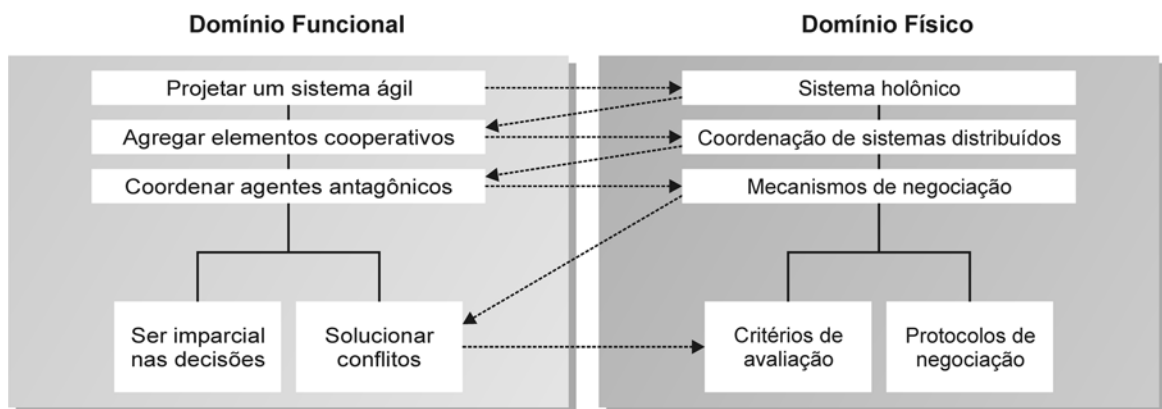 Domínio Funcional
Domínio Físico
Projetar um sistema ágil
Sistema holônico
Agregar elementos cooperativos
Coordenação de sistemas distribuídos
Coordenar agentes antagônicos
Mecanismos de negociação
Ser imparcial
nas decisões
Solucionar
conflitos
Critérios de
avaliação
Protocolos de
negociação